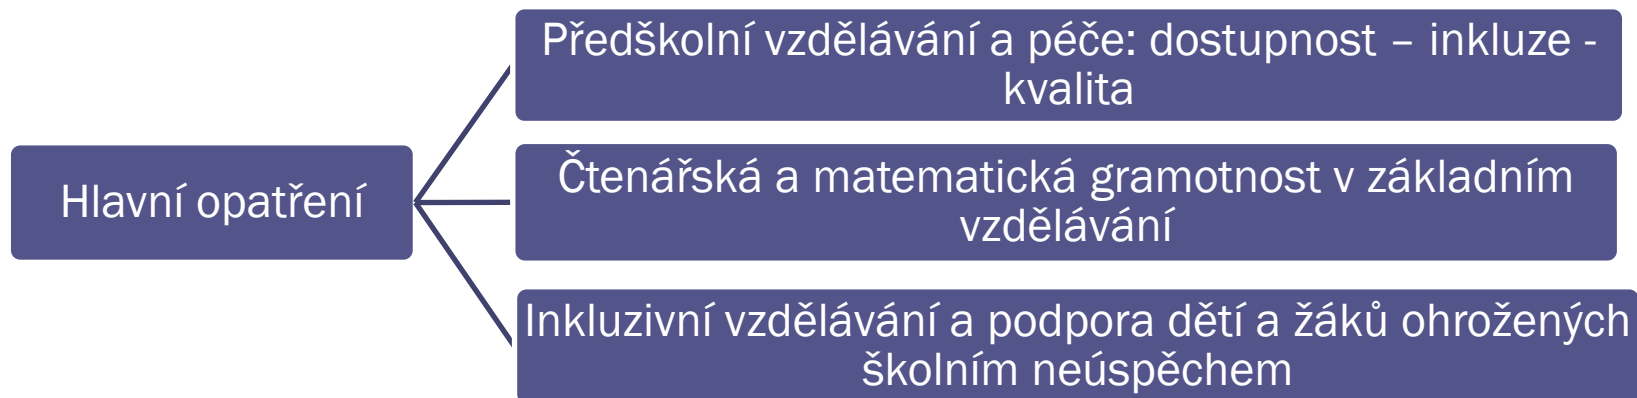 Předškolní vzdělávání a péče: dostupnost – inkluze -
kvalita
Hlavní opatření
Čtenářská a matematická gramotnost v základním
vzdělávání
Inkluzivní vzdělávání a podpora dětí a žáků ohrožených
školním neúspěchem